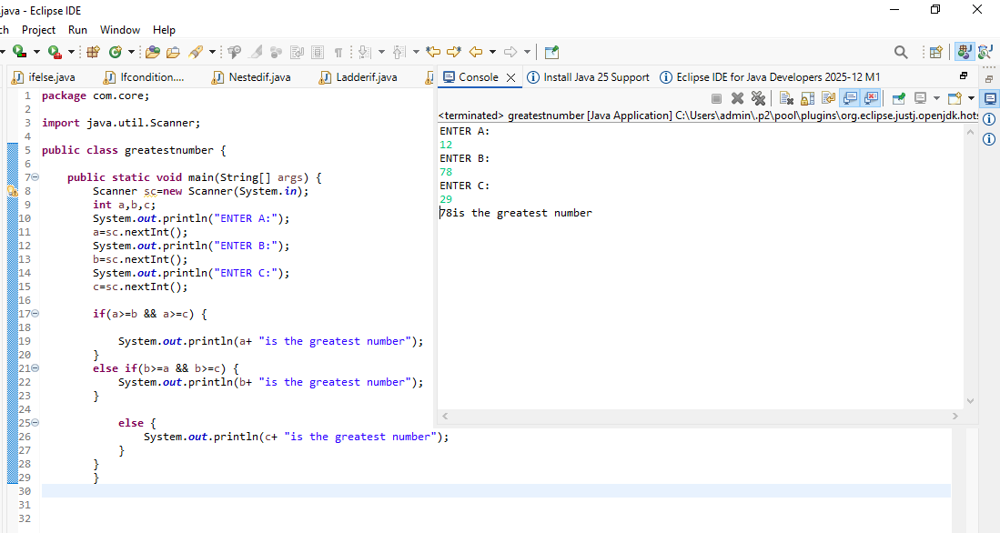 java - Eclipse IDE
ch Project Run Window Help
ifelse.java Ifcondition.... Nestedif.java Ladderif.java
Console Install Java 25 Support Eclipse IDE for Java Developers 2025-12 M1
<terminated> greatestnumber [Java Application] C:\Users\admin\.p2\pool\plugins\org.eclipse.justj.openjdk.hots
1 package com.core;
2
3 import java.util.Scanner;
4
5 public class greatestnumber {
6
7 public static void main(String[] args) {
8 Scanner sc=new Scanner(System.in);
9 int a,b,c;
10 System.out.println("ENTER A:");
11 a=sc.nextInt();
12 System.out.println("ENTER B:");
13 b=sc.nextInt();
14 System.out.println("ENTER C:");
15 c=sc.nextInt();
16
17 if(a>=b && a>=c) {
18
19 System.out.println(a+ "is the greatest number");
20 }
21 else if(b>=a && b>=c) {
22 System.out.println(b+ "is the greatest number");
23 }
24
25 else {
26 System.out.println(c+ "is the greatest number");
27 }
28 }
29 }
30
31
32
ENTER A:
12
ENTER B:
78
ENTER C:
29
78is the greatest number